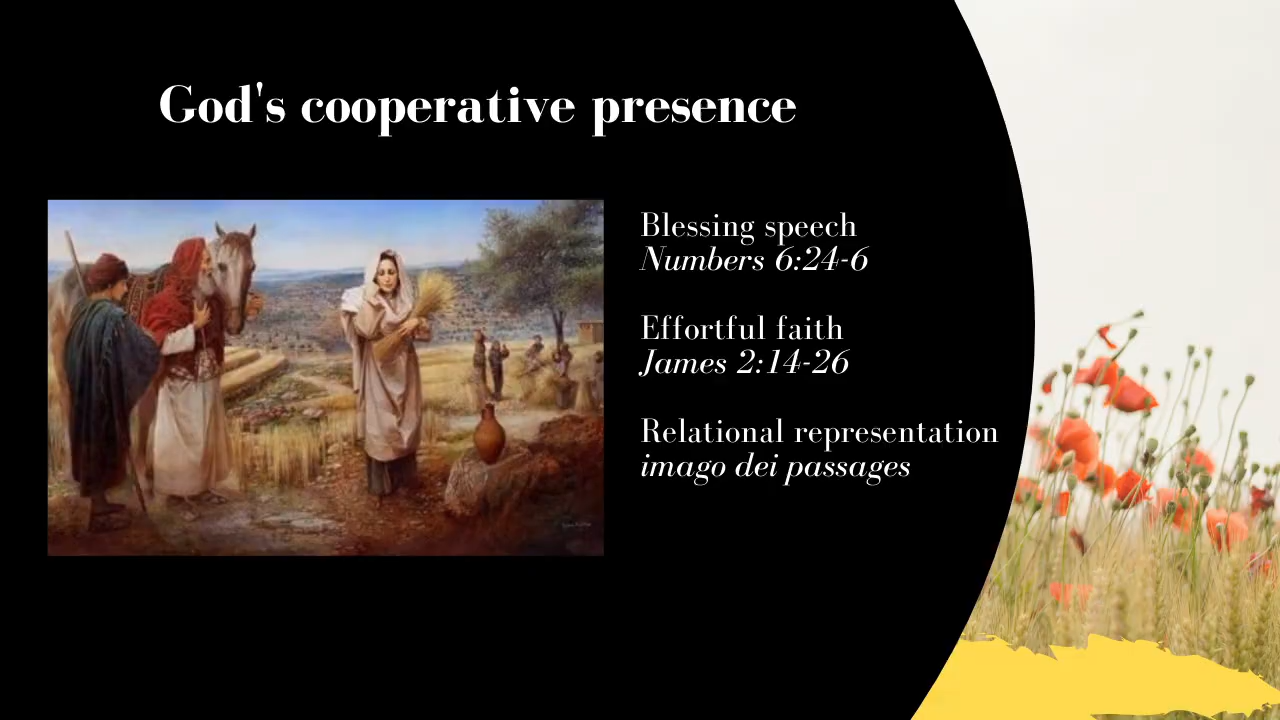 God's cooperative presence
Blessing speech
Numbers 6:24-6
Effortful faith
James 2:14-26
Relational representation
imago dei passages